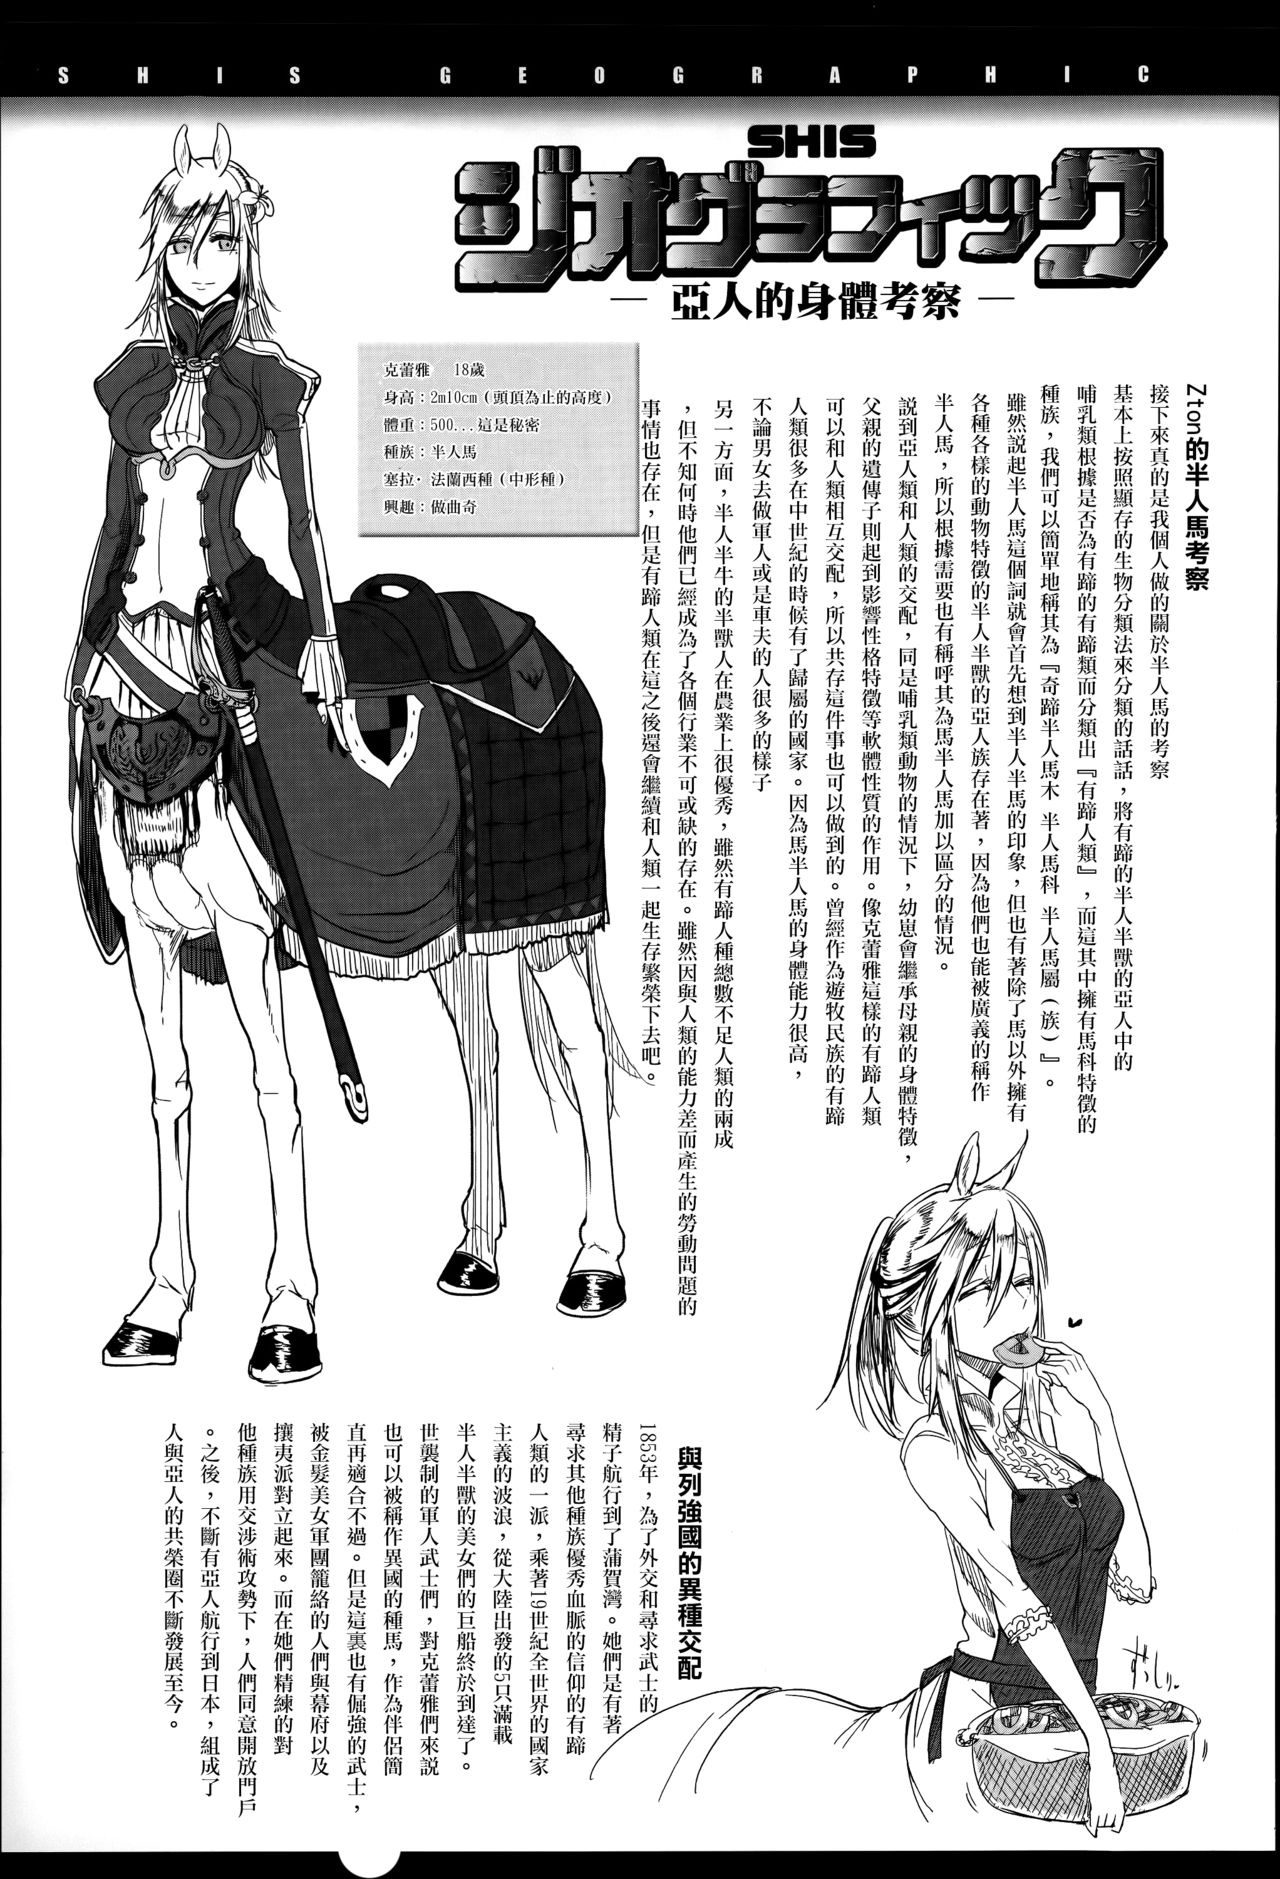 SHIS GEOGRAPHIC
SHIS
ジオグラフィック
— 亞人的身體考察 —
克蕾雅　18歲
身高：2m10cm（頭頂為止的高度）
體重：500...這是秘密
種族：半人馬
塞拉·法蘭西種（中形種）
興趣：做曲奇
Zton的半人馬考察
接下來真的是我個人做的關於半人馬的考察
基本上按照顯存的生物分類法來分類的話話，將有蹄的半人半獸的亞人中的
哺乳類根據是否為有蹄的有蹄類而分類出『有蹄人類』，而這其中擁有馬科特徵的
種族，我們可以簡單地稱其為『奇蹄半人馬木 半人馬科 半人馬屬（族）』。
雖然説起半人馬這個詞就會首先想到半人半馬的印象，但也有著除了馬以外擁有
各種各樣的動物特徵的半人半獸的亞人族存在著，因為他們也能被廣義的稱作
半人馬，所以根據需要也有稱呼其為馬半人馬加以區分的情況。
説到亞人類和人類的交配，同是哺乳類動物的情況下，幼崽會繼承母親的身體特徵，
父親的遺傳子則起到影響性格特徵等軟體性質的作用。像克蕾雅這樣的有蹄人類
可以和人類相互交配，所以共存這件事也可以做到的。曾經作為遊牧民族的有蹄
人類很多在中世紀的時候有了歸屬的國家。因為馬半人馬的身體能力很高，
不論男女去做軍人或是車夫的人很多的樣子
另一方面，半人半牛的半獸人在農業上很優秀，雖然有蹄人種總數不足人類的兩成
，但不知何時他們已經成為了各個行業不可或缺的存在。雖然因與人類的能力差而產生的勞動問題的
事情也存在，但是有蹄人類在這之後還會繼續和人類一起生存繁榮下去吧。
與列強國的異種交配
1853年，為了外交和尋求武士的
精子航行到了蒲賀灣。她們是有著
尋求其他種族優秀血脈的信仰的有蹄
人類的一派，乘著19世紀全世界的國家
主義的波浪，從大陸出發的5只滿載
半人半獸的美女們的巨船終於到達了。
世襲制的軍人武士們，對克蕾雅們來説
也可以被稱作異國的種馬，作為伴侶簡
直再適合不過。但是這裏也有倔強的武士，
被金髮美女軍團籠絡的人們與幕府以及
攘夷派對立起來。而在她們精練的對
他種族用交涉術攻勢下，人們同意開放門戶
。之後，不斷有亞人航行到日本，組成了
人與亞人的共榮圈不斷發展至今。
ずっしり。